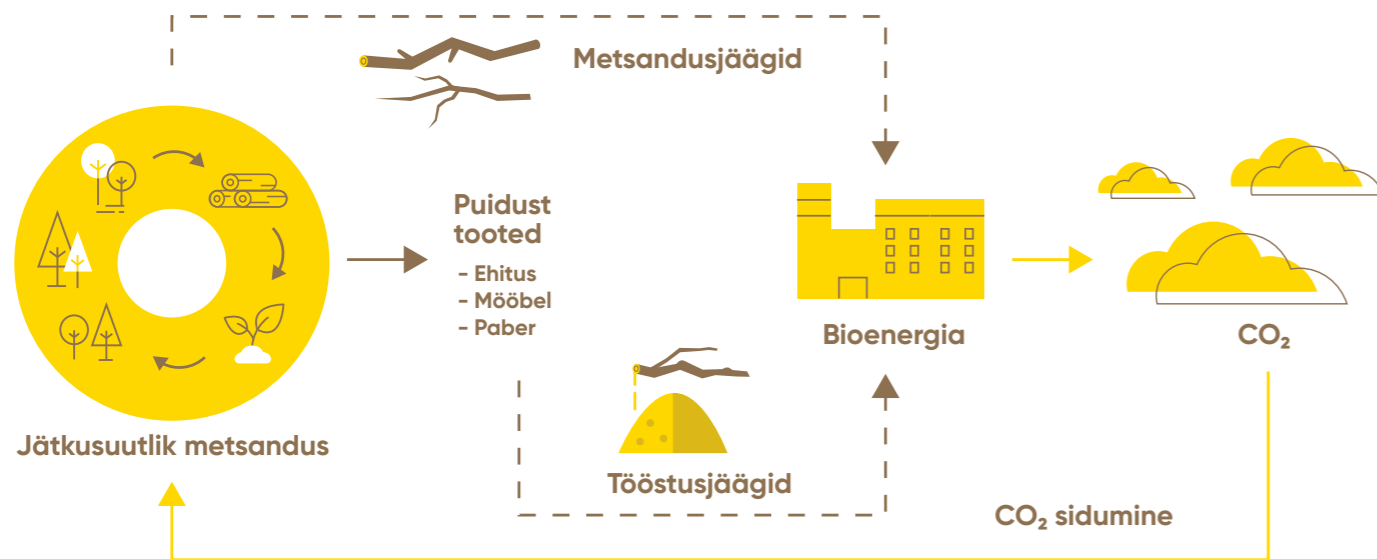 Metsandusjäägid
Puidust
tooted
- Ehitus
- Mööbel
- Paber
Bioenergia
CO₂
Jätkusuutlik metsandus
Tööstusjäägid
CO₂ sidumine